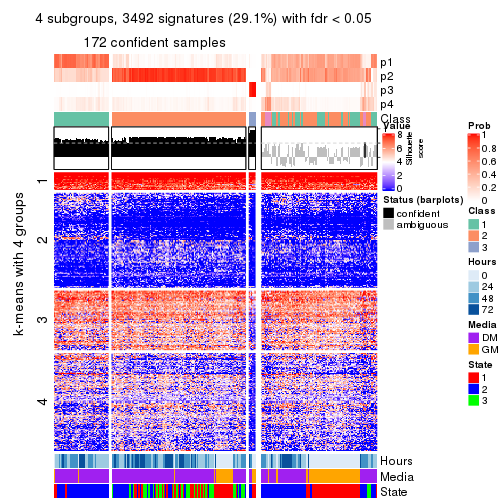 4 subgroups, 3492 signatures (29.1%) with fdr < 0.05
172 confident samples
p1
p2
p3
p4
Class
Silhouette
score
k-means with 4 groups
1
2
3
4
Hours
Media
State
Value
8
6
4
2
0
Status (barplots)
confident
ambiguous
Prob
1
0.8
0.6
0.4
0.2
0
Class
1
2
3
Hours
0
24
48
72
Media
DM
GM
State
1
2
3